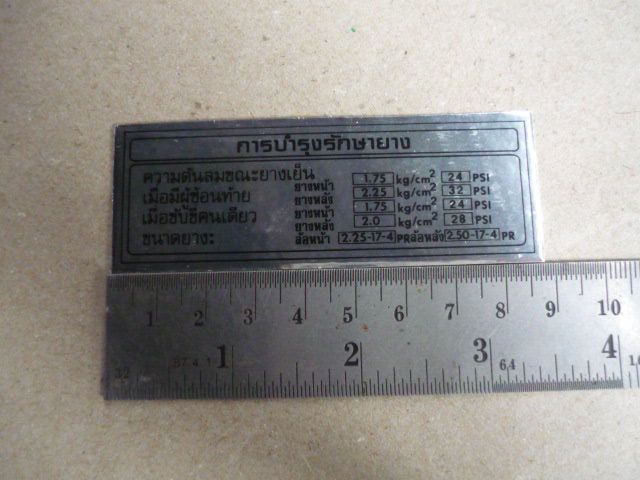 การบำรุงรักษายาง
ความดันลมขณะยางเย็น
เมื่อมีผู้ซ้อนท้าย ยางหน้า 1.75 kg/cm² 24 PSI
ยางหลัง 2.25 kg/cm² 32 PSI
เมื่อขับขี่คนเดียว ยางหน้า 1.75 kg/cm² 24 PSI
ยางหลัง 2.0 kg/cm² 28 PSI
ขนาดยาง: ล้อหน้า 2.25-17-4 PR ล้อหลัง 2.50-17-4 PR
1 2 3 4 5 6 7 8 9 10
32 87.4.1 1 2 3 64 4